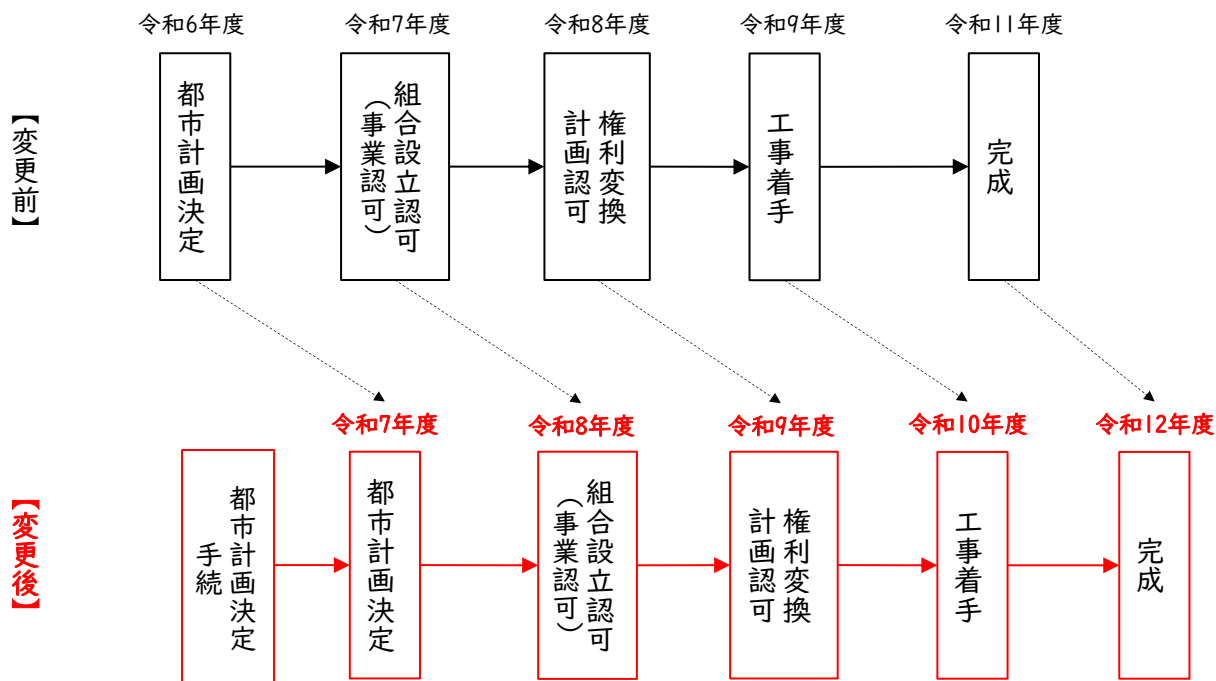 令和6年度
令和7年度
令和8年度
令和9年度
令和11年度
【変更前】
都市計画決定
組合設立認可
(事業認可)
権利変換
計画認可
工事着手
完成
令和7年度
令和8年度
令和9年度
令和10年度
令和12年度
【変更後】
都市計画決定
手続
都市計画決定
組合設立認可
(事業認可)
権利変換
計画認可
工事着手
完成